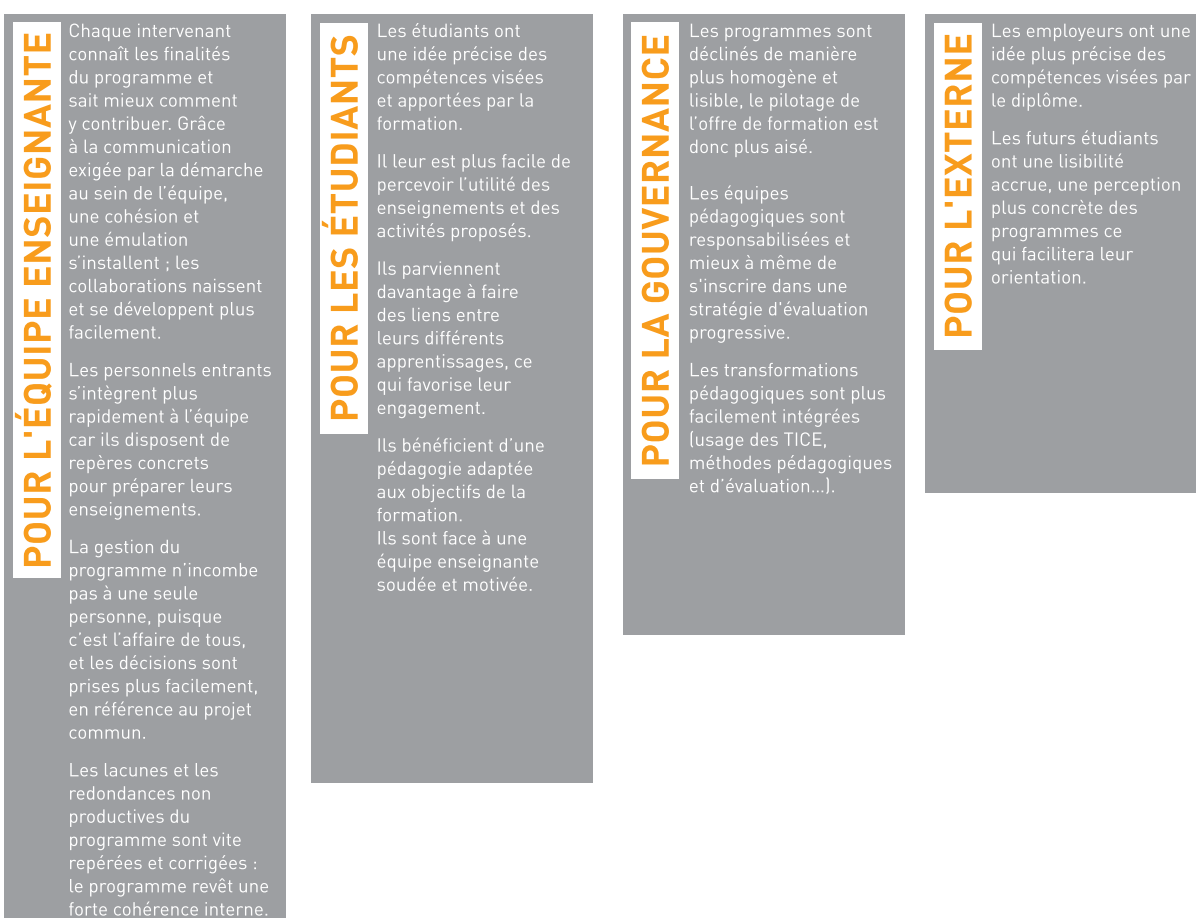 POUR L'ÉQUIPE ENSEIGNANTE
Chaque intervenant
connaît les finalités
du programme et
sait mieux comment
y contribuer. Grâce
à la communication
exigée par la démarche
au sein de l'équipe,
une cohésion et
une émulation
s'installent ; les
collaborations naissent
et se développent plus
facilement.
Les personnels entrants
s'intègrent plus
rapidement à l'équipe
car ils disposent de
repères concrets
pour préparer leurs
enseignements.
La gestion du
programme n'incombe
pas à une seule
personne, puisque
c'est l'affaire de tous,
et les décisions sont
prises plus facilement,
en référence au projet
commun.
Les lacunes et les
redondances non
productives du
programme sont vite
repérées et corrigées :
le programme revêt une
forte cohérence interne.
POUR LES ÉTUDIANTS
Les étudiants ont
une idée précise des
compétences visées
et apportées par la
formation.
Il leur est plus facile de
percevoir l'utilité des
enseignements et des
activités proposés.
Ils parviennent
davantage à faire
des liens entre
leurs différents
apprentissages, ce
qui favorise leur
engagement.
Ils bénéficient d'une
pédagogie adaptée
aux objectifs de la
formation.
Ils sont face à une
équipe enseignante
soudée et motivée.
POUR LA GOUVERNANCE
Les programmes sont
déclinés de manière
plus homogène et
lisible, le pilotage de
l'offre de formation est
donc plus aisé.
Les équipes
pédagogiques sont
responsabilisées et
mieux à même de
s'inscrire dans une
stratégie d'évaluation
progressive.
Les transformations
pédagogiques sont plus
facilement intégrées
(usage des TICE,
méthodes pédagogiques
et d'évaluation...).
POUR L'EXTERNE
Les employeurs ont une
idée plus précise des
compétences visées par
le diplôme.
Les futurs étudiants
ont une lisibilité
accrue, une perception
plus concrète des
programmes ce
qui facilitera leur
orientation.